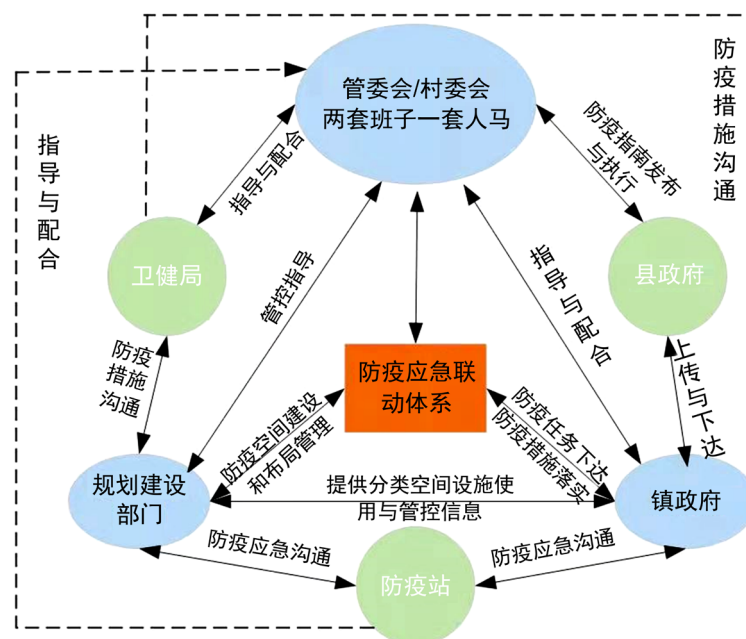 管委会/村委会
两套班子一套人马
防疫措施沟通
指导与配合
指导与配合
防疫指南发布
与执行
卫健局
县政府
管控指导
指导与配合
防疫
措施
沟通
防疫应急联
动体系
上传与下达
防疫空间建设
和布局管理
防疫任务下达
防疫措施落实
规划建设
部门
提供分类空间设施使
用与管控信息
镇政府
防疫应急沟通
防疫站
防疫应急沟通